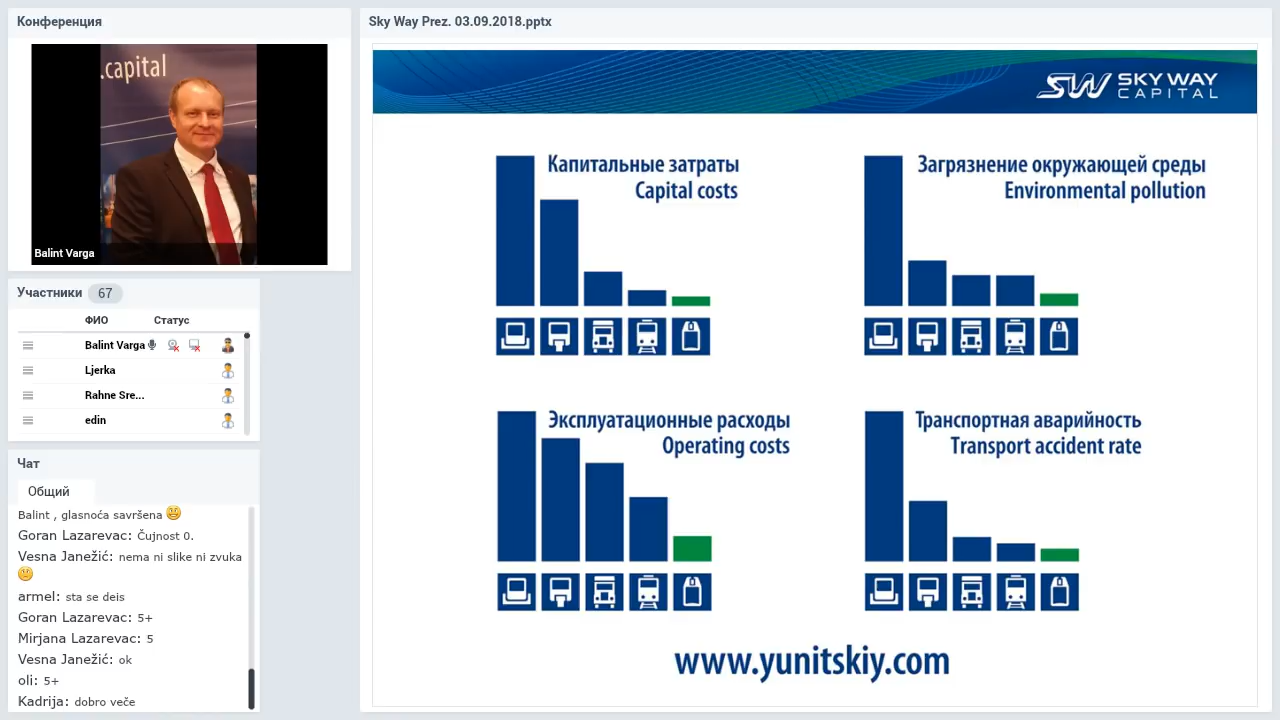 Конференция
.capital
Balint Varga
Участники 67
ФИО Статус
Balint Varga
Ljerka
Rahne Sre...
edin
Чат
Общий
Balint , glasnoća savršena
Goran Lazarevac: Čujnost 0.
Vesna Janežić: nema ni slike ni zvuka
armel: sta se deis
Goran Lazarevac: 5+
Mirjana Lazarevac: 5
Vesna Janežić: ok
oli: 5+
Kadrija: dobro veče
Sky Way Prez. 03.09.2018.pptx
SW SKY WAY
CAPITAL
Капитальные затраты
Capital costs
Загрязнение окружающей среды
Environmental pollution
Эксплуатационные расходы
Operating costs
Транспортная аварийность
Transport accident rate
www.yunitskiy.com